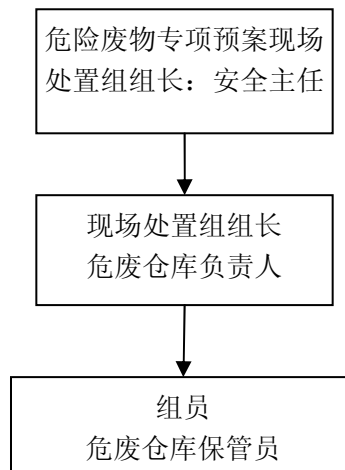 危险废物专项预案现场
处置组组长：安全主任
现场处置组组长
危废仓库负责人
组员
危废仓库保管员